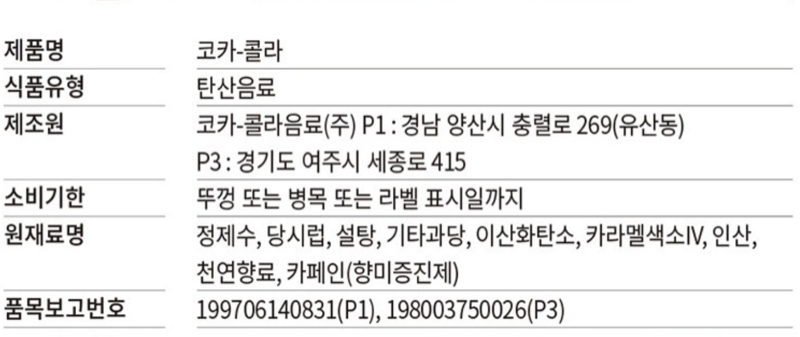 제품명 코카-콜라
식품유형 탄산음료
제조원 코카-콜라음료(주) P1 : 경남 양산시 충렬로 269(유산동)
P3 : 경기도 여주시 세종로 415
소비기한 뚜껑 또는 병목 또는 라벨 표시일까지
원재료명 정제수, 당시럽, 설탕, 기타과당, 이산화탄소, 카라멜색소IV, 인산,
천연향료, 카페인(향미증진제)
품목보고번호 199706140831(P1), 198003750026(P3)